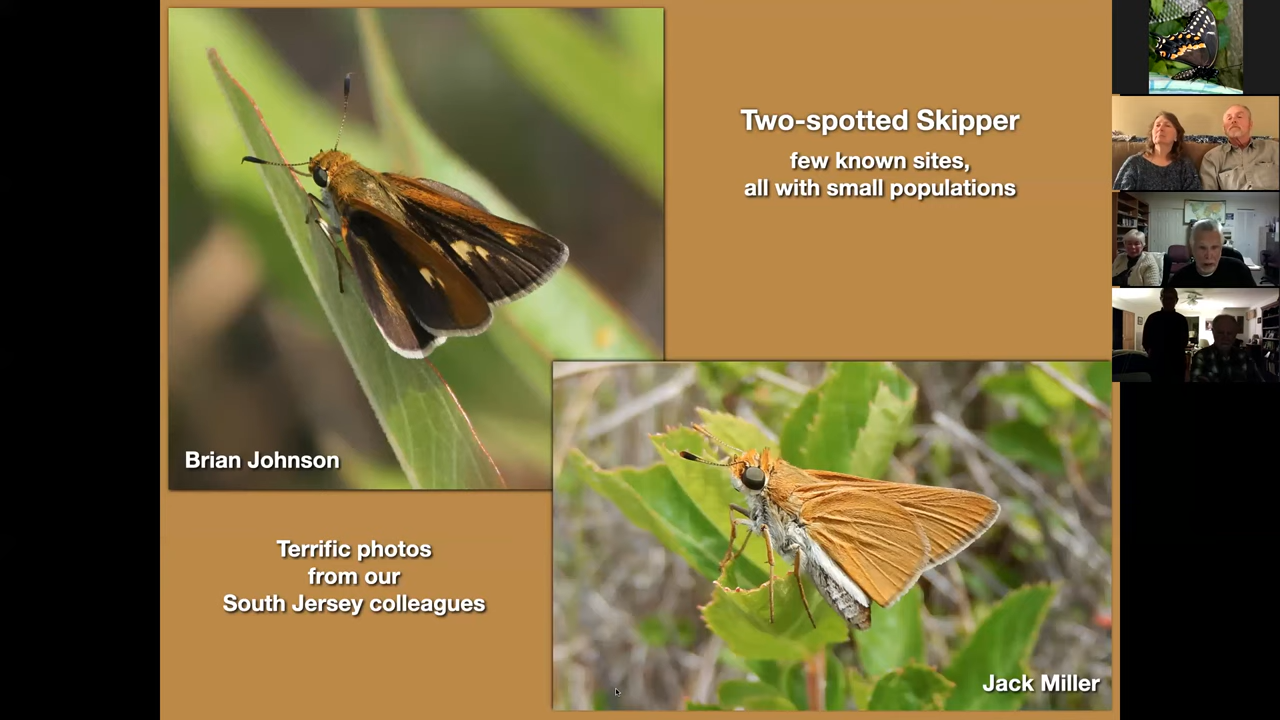 Two-spotted Skipper
few known sites,
all with small populations
Brian Johnson
Terrific photos
from our
South Jersey colleagues
Jack Miller